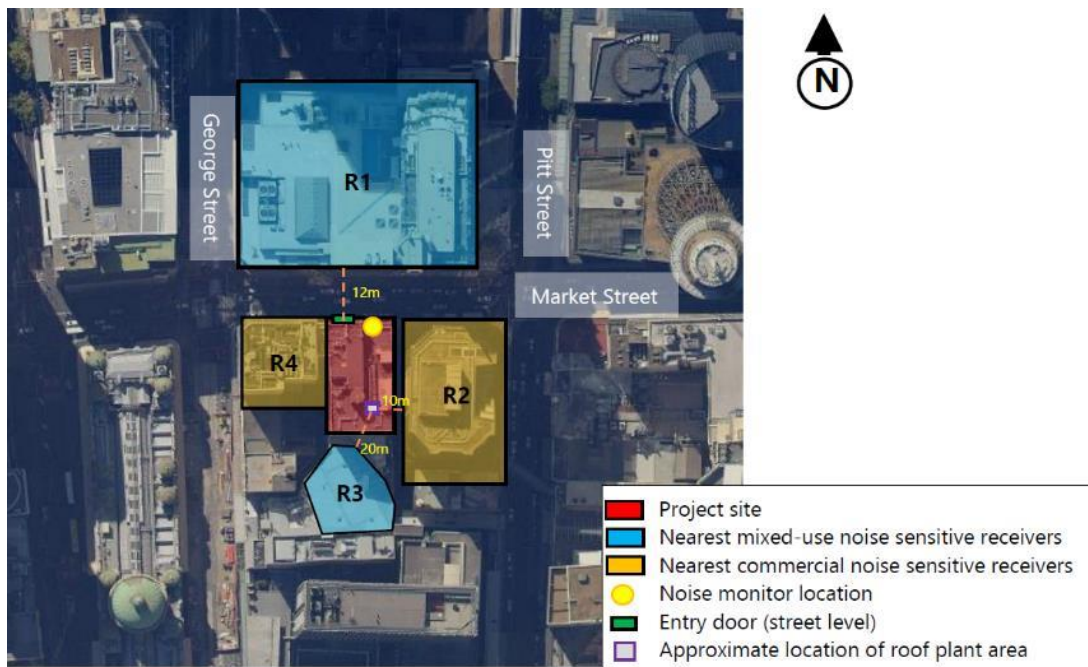 N
George Street
R1
Pitt Street
12m
Market Street
R4
10m
R2
20m
R3
Project site
Nearest mixed-use noise sensitive receivers
Nearest commercial noise sensitive receivers
Noise monitor location
Entry door (street level)
Approximate location of roof plant area